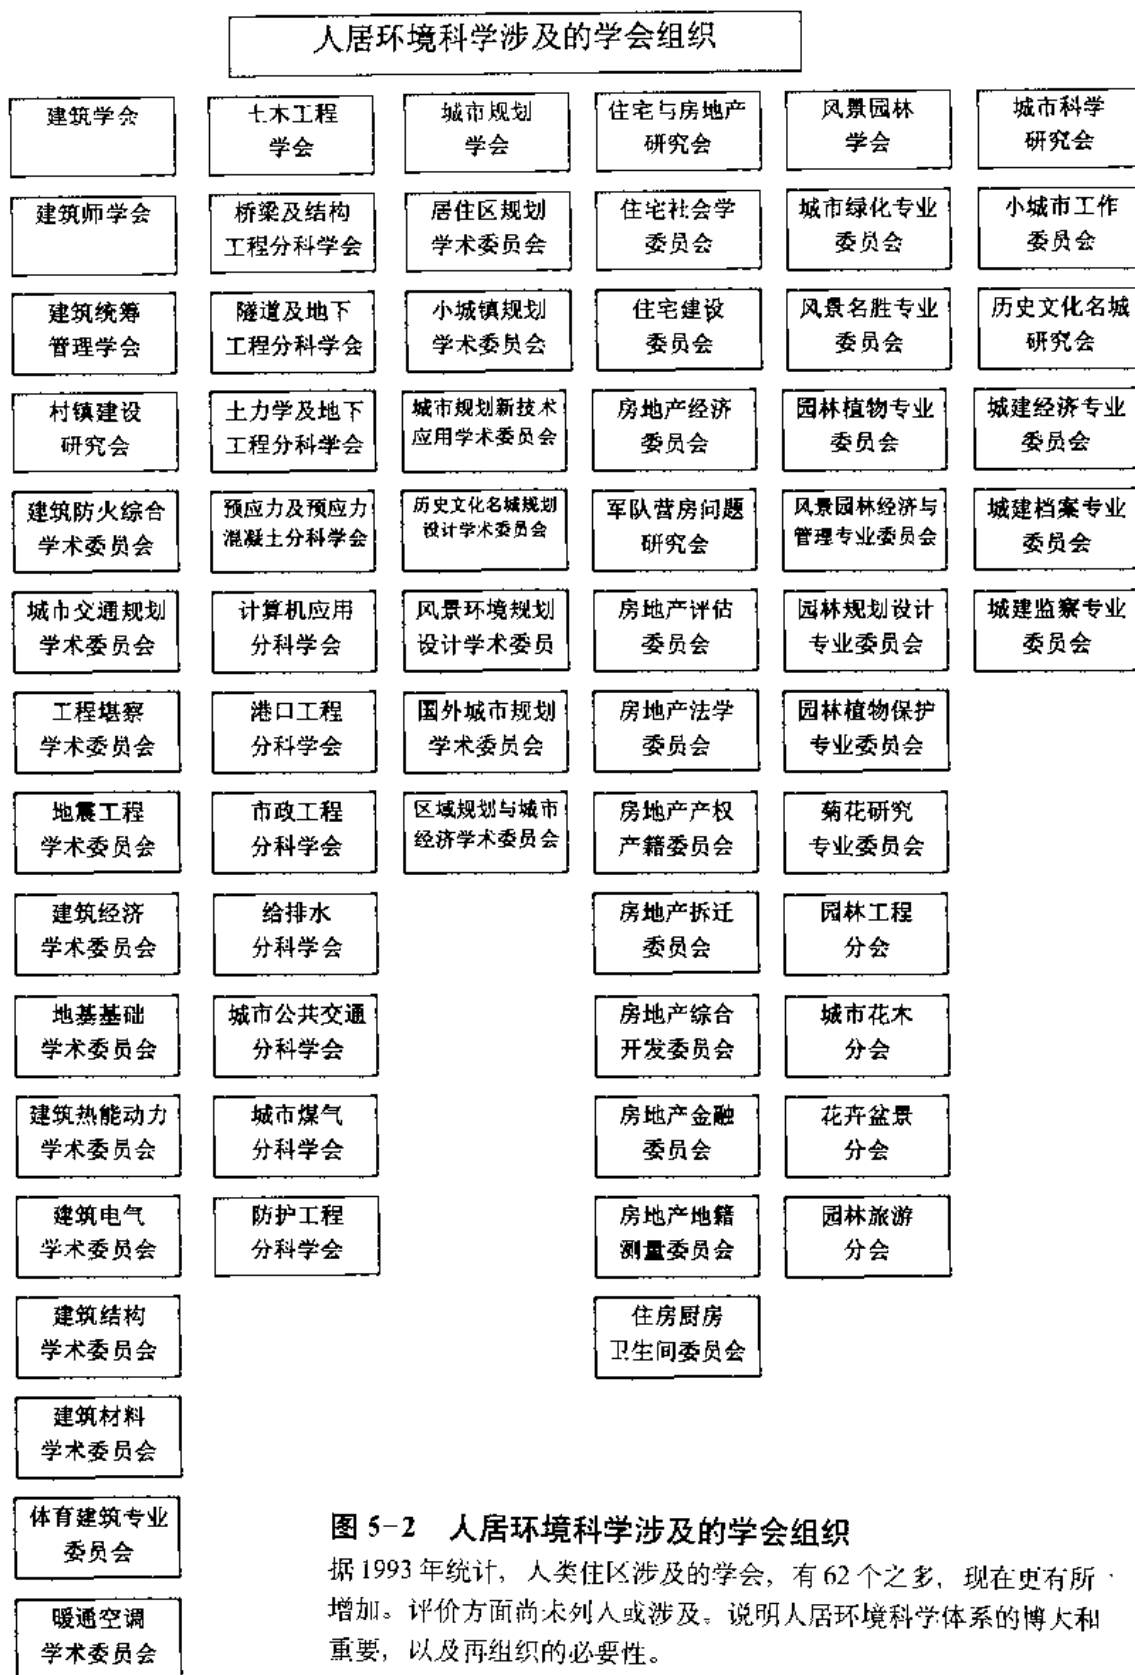 人居环境科学涉及的学会组织
建筑学会
土木工程
学会
城市规划
学会
住宅与房地产
研究会
风景园林
学会
城市科学
研究会
建筑师学会
桥梁及结构
工程分科学会
居住区规划
学术委员会
住宅社会学
委员会
城市绿化专业
委员会
小城市工作
委员会
建筑统筹
管理学会
隧道及地下
工程分科学会
小城镇规划
学术委员会
住宅建设
委员会
风景名胜专业
委员会
历史文化名城
研究会
村镇建设
研究会
土力学及地下
工程分科学会
城市规划新技术
应用学术委员会
房地产经济
委员会
园林植物专业
委员会
城建经济专业
委员会
建筑防火综合
学术委员会
预应力及预应力
混凝土分科学会
历史文化名城规划
设计学术委员会
军队营房问题
研究会
风景园林经济与
管理专业委员会
城建档案专业
委员会
城市交通规划
学术委员会
计算机应用
分科学会
风景环境规划
设计学术委员
房地产评估
委员会
园林规划设计
专业委员会
城建监察专业
委员会
工程堪察
学术委员会
港口工程
分科学会
国外城市规划
学术委员会
房地产法学
委员会
园林植物保护
专业委员会
地震工程
学术委员会
市政工程
分科学会
区域规划与城市
经济学术委员会
房地产产权
产籍委员会
菊花研究
专业委员会
建筑经济
学术委员会
给排水
分科学会
房地产拆迁
委员会
园林工程
分会
地基基础
学术委员会
城市公共交通
分科学会
房地产综合
开发委员会
城市花木
分会
建筑热能动力
学术委员会
城市煤气
分科学会
房地产金融
委员会
花卉盆景
分会
建筑电气
学术委员会
防护工程
分科学会
房地产地籍
测量委员会
园林旅游
分会
建筑结构
学术委员会
住房厨房
卫生间委员会
建筑材料
学术委员会
体育建筑专业
委员会
暖通空调
学术委员会
图 5-2 人居环境科学涉及的学会组织
据1993年统计，人类住区涉及的学会，有62个之多，现在更有所
增加。评价方面尚未列入或涉及。说明人居环境科学体系的博大和
重要，以及再组织的必要性。